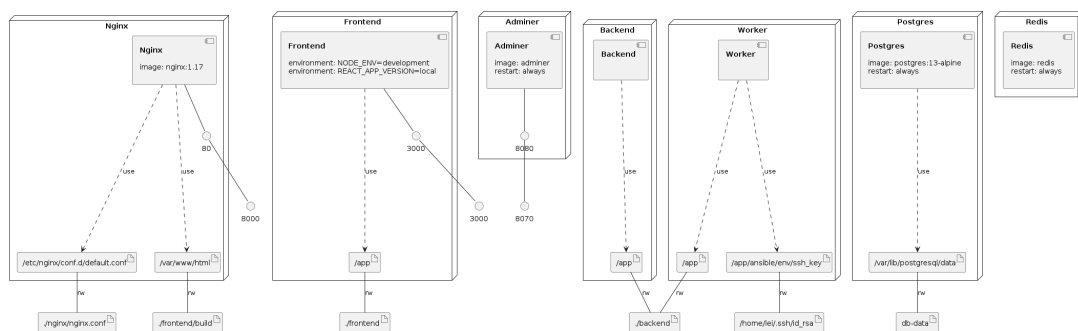 Nginx
Nginx
image: nginx:1.17
80
8000
use
use
/etc/nginx/conf.d/default.conf
/var/www/html
rw
rw
./nginx/nginx.conf
./frontend/build
Frontend
Frontend
environment: NODE_ENV=development
environment: REACT_APP_VERSION=local
3000
3000
use
/app
rw
./frontend
Adminer
Adminer
image: adminer
restart: always
8080
8070
Backend
Backend
use
/app
rw
./backend
Worker
Worker
use
use
/app
/app/ansible/env/ssh_key
rw
rw
/home/lei/.ssh/id_rsa
Postgres
Postgres
image: postgres:13-alpine
restart: always
use
/var/lib/postgresql/data
rw
db-data
Redis
Redis
image: redis
restart: always